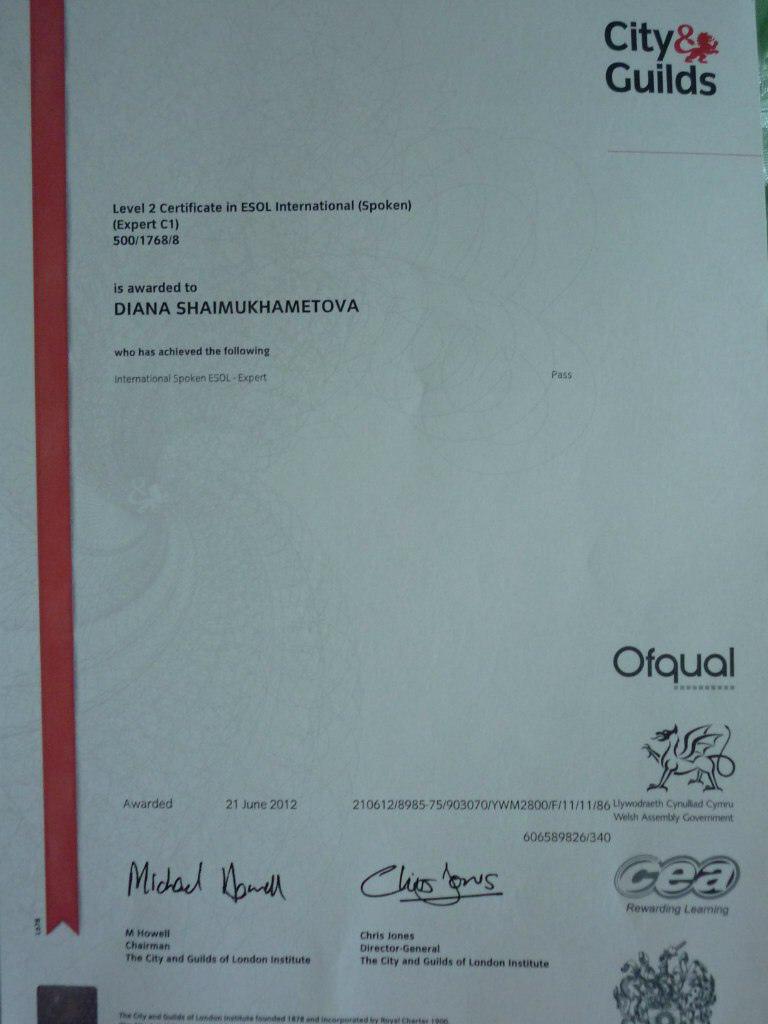 City&
Guilds
Level 2 Certificate in ESOL International (Spoken)
(Expert C1)
500/1768/8
is awarded to
DIANA SHAIMUKHAMETOVA
who has achieved the following
International Spoken ESOL - Expert Pass
Ofqual
Awarded 21 June 2012 210612/8985-75/903070/YWM2800/F/11/11/86
Llywodraeth Cynulliad Cymru
Welsh Assembly Government
606589826/340
cea
Rewarding Learning
Michael Howell Chris Jones
M Howell
Chairman
The City and Guilds of London Institute
Chris Jones
Director-General
The City and Guilds of London Institute
The City and Guilds of London Institute founded 1878 and incorporated by Royal Charter 1900.